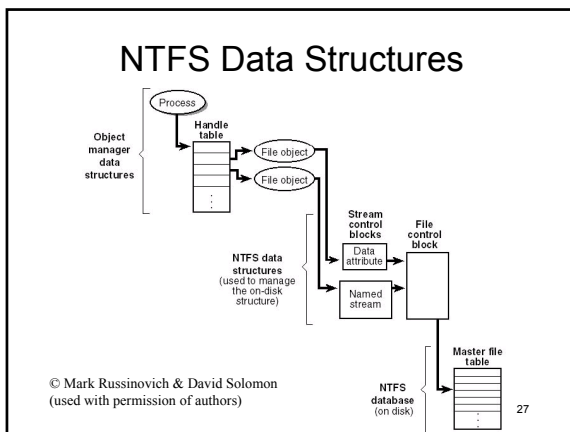 NTFS Data Structures
Process
Object
manager
data
structures
Handle
table
File object
File object
⋮
Stream
control
blocks
File
control
block
NTFS data
structures
(used to manage
the on-disk
structure)
Data
attribute
Named
stream
Master file
table
⋮
NTFS
database
(on disk)
© Mark Russinovich & David Solomon
(used with permission of authors)
27